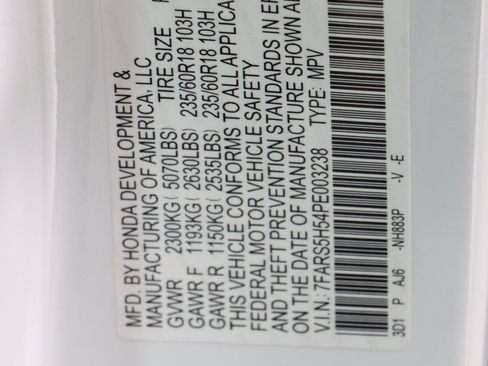 MFD. BY HONDA DEVELOPMENT &
MANUFACTURING OF AMERICA, LLC
GVWR 2300KG ( 5070LBS) TIRE SIZE
GAWR F 1193KG ( 2630LBS) 235/60R18 103H
GAWR R 1150KG ( 2535LBS) 235/60R18 103H
THIS VEHICLE CONFORMS TO ALL APPLICA
FEDERAL MOTOR VEHICLE SAFETY
AND THEFT PREVENTION STANDARDS IN EF
ON THE DATE OF MANUFACTURE SHOWN A
V.I.N.: 7FARS5H54PE003238 TYPE: MPV
3D1 P AJ6 -NH883P -V -E